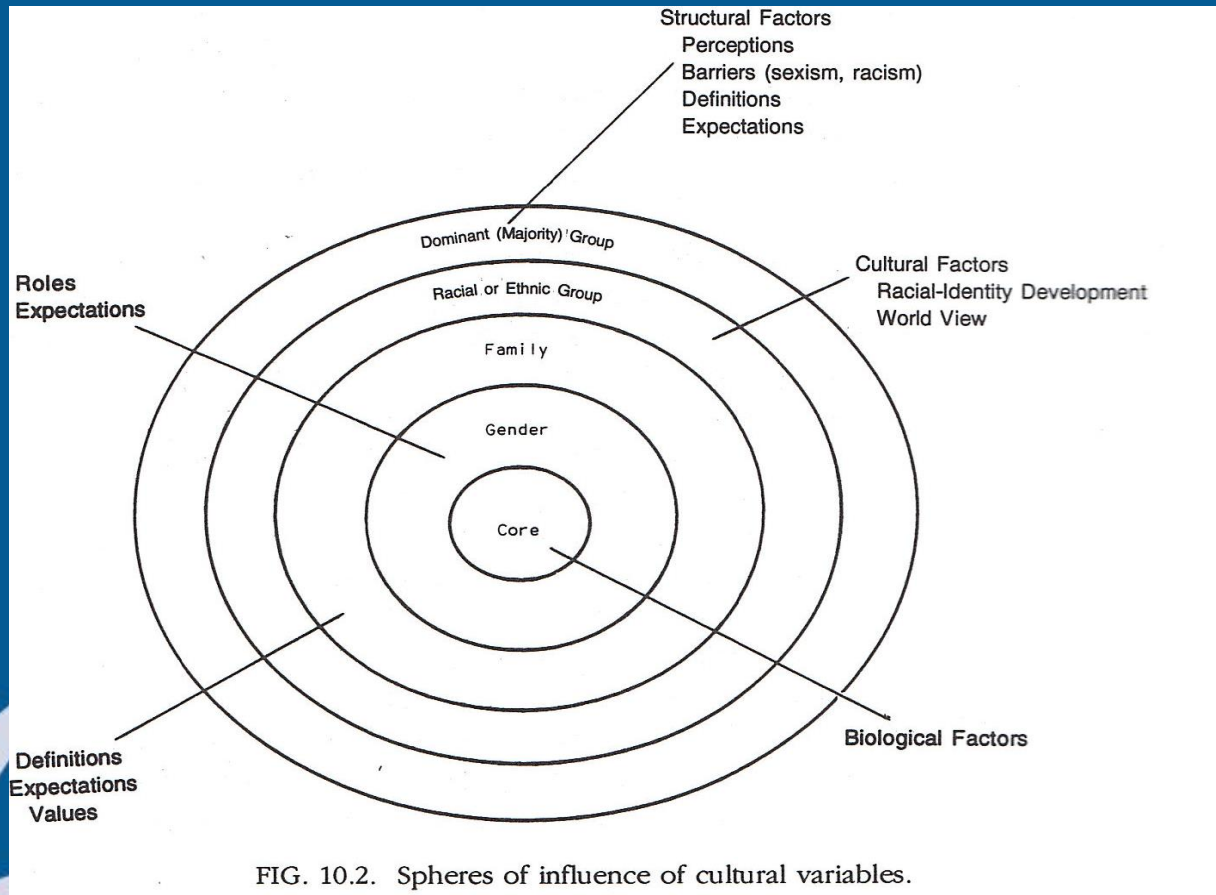 Structural Factors
Perceptions
Barriers (sexism, racism)
Definitions
Expectations
Dominant (Majority) Group
Cultural Factors
Racial-Identity Development
World View
Roles
Expectations
Racial or Ethnic Group
Family
Gender
Core
Biological Factors
Definitions
Expectations
Values
FIG. 10.2. Spheres of influence of cultural variables.